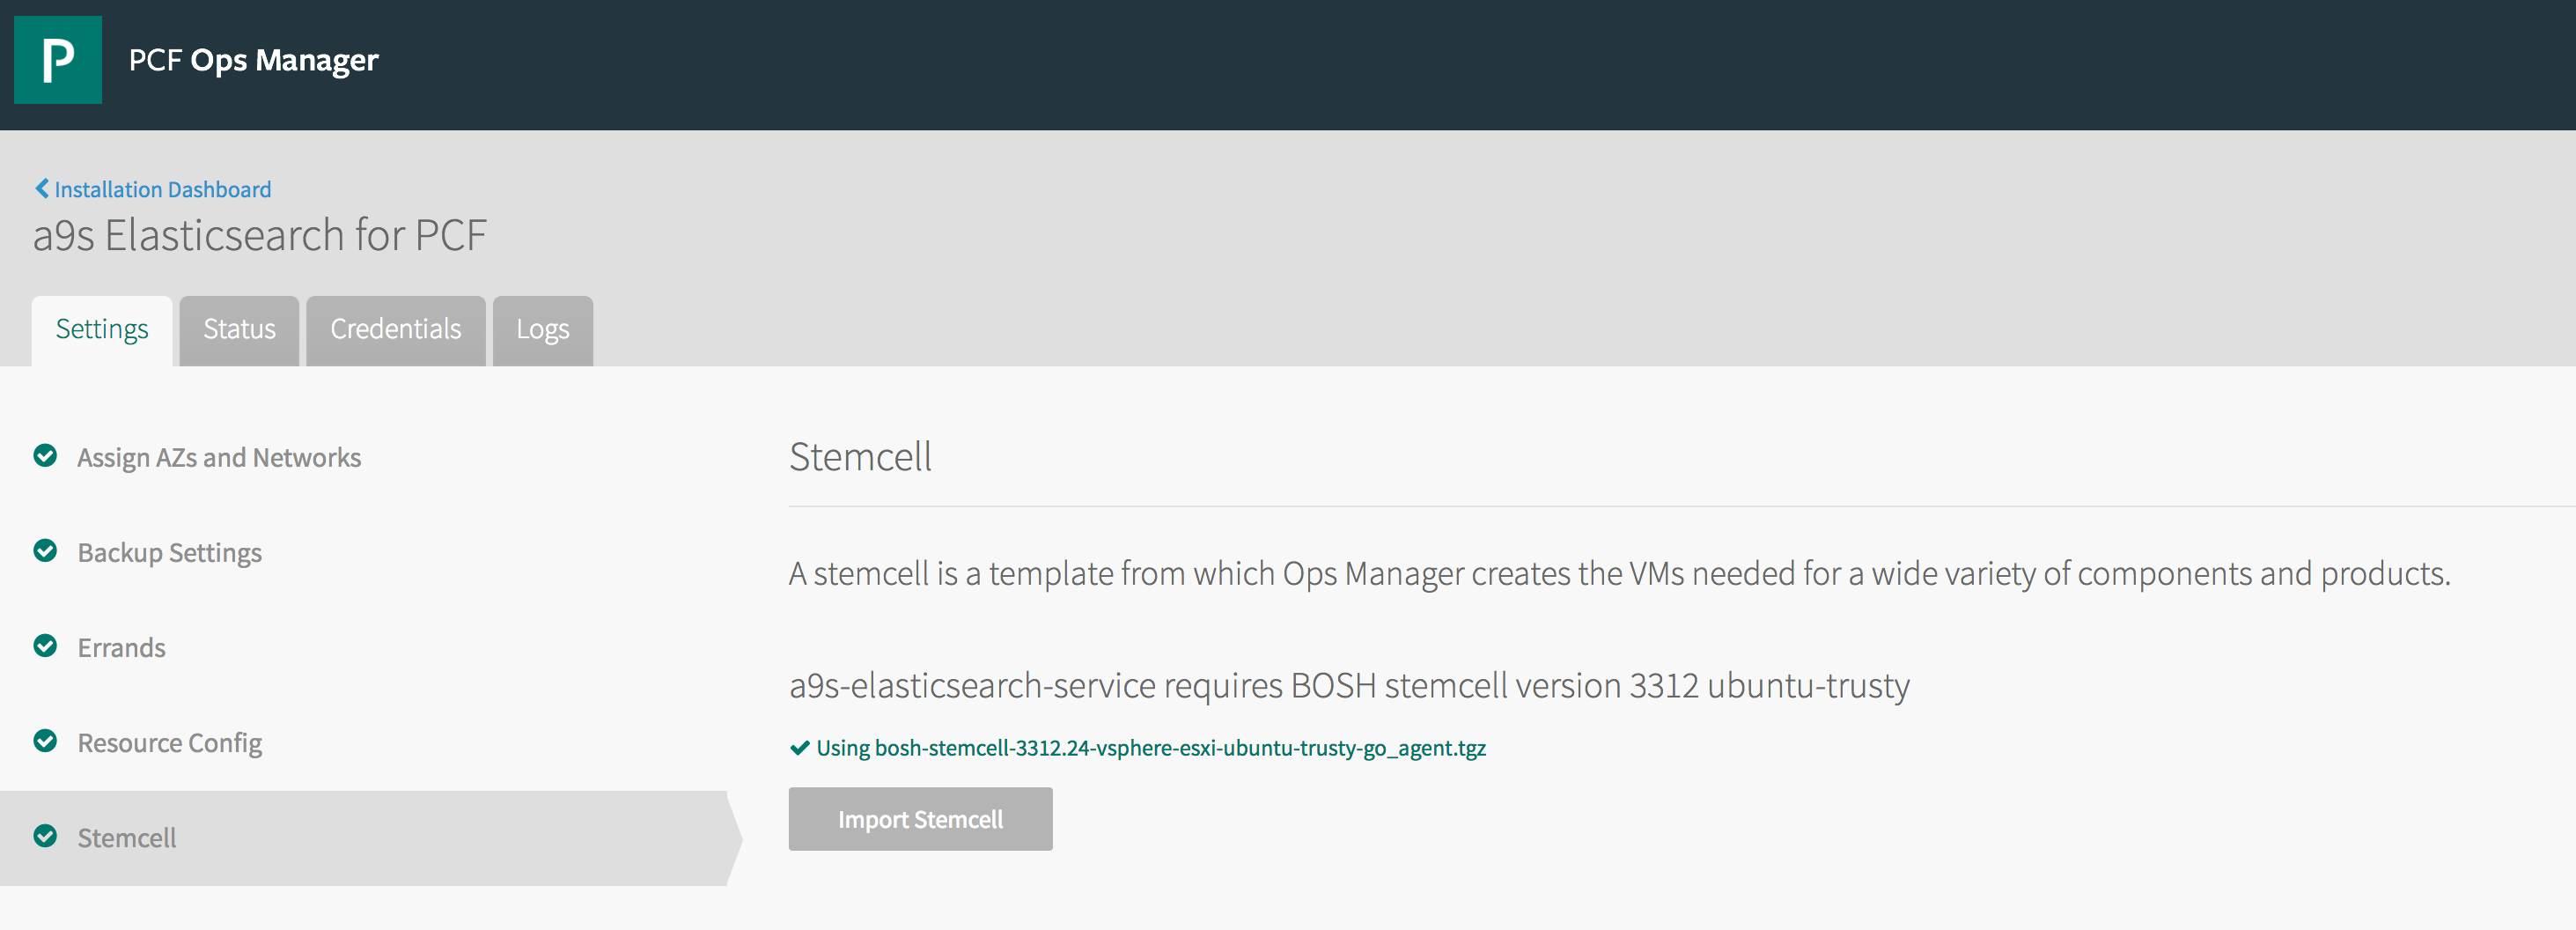 P
PCF Ops Manager
Installation Dashboard
a9s Elasticsearch for PCF
Settings
Status
Credentials
Logs
Assign AZs and Networks
Backup Settings
Errands
Resource Config
Stemcell
Stemcell
A stemcell is a template from which Ops Manager creates the VMs needed for a wide variety of components and products.
a9s-elasticsearch-service requires BOSH stemcell version 3312 ubuntu-trusty
Using bosh-stemcell-3312.24-vsphere-esxi-ubuntu-trusty-go_agent.tgz
Import Stemcell